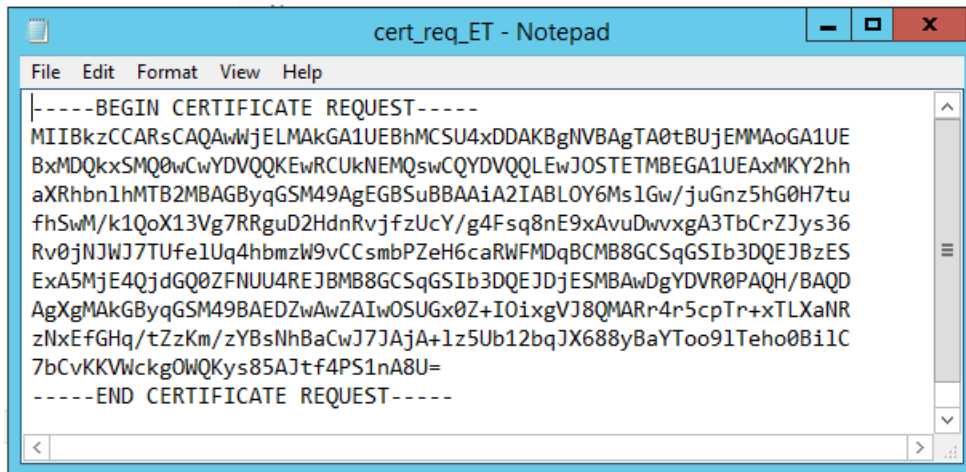 cert_req_ET - Notepad
File Edit Format View Help
-----BEGIN CERTIFICATE REQUEST-----
MIIBkzCCARsCAQAwWjELMAkGA1UEBhMCSU4xDDAKBgNVBAgTA0tBUjEMMAoGA1UE
BxMDQkxSMQ0wCwYDVQQKEwRCUkNEMQswCQYDVQQLEwJOSTETMBEGA1UEAxMKY2hh
aXRhbnlhMTB2MBAGByqGSM49AgEGBSuBBAAiA2IABLOY6MslGw/juGnz5hG0H7tu
fhSwM/k1QoX13Vg7RRguD2HdnRvjfzUcY/g4Fsq8nE9xAvuDwvxgA3TbCrZJys36
Rv0jNJWJ7TUfelUq4hbmzW9vCCsmbPZeH6caRWFMDqBCMB8GCSqGSIb3DQEJBzES
ExA5MjE4QjdGQ0ZFNUU4REJBMB8GCSqGSIb3DQEJDjESMBAwDgYDVR0PAQH/BAQD
AgXgMAkGByqGSM49BAEDZwAwZAIwOSUGx0Z+IOixgVJ8QMARr4r5cpTr+xTLXaNR
zNxEfGHq/tZzKm/zYBsNhBaCwJ7JAjA+lz5Ub12bqJX688yBaYToo9lTeho0BilC
7bCvKKVWckgOWQKys85AJtf4PS1nA8U=
-----END CERTIFICATE REQUEST-----